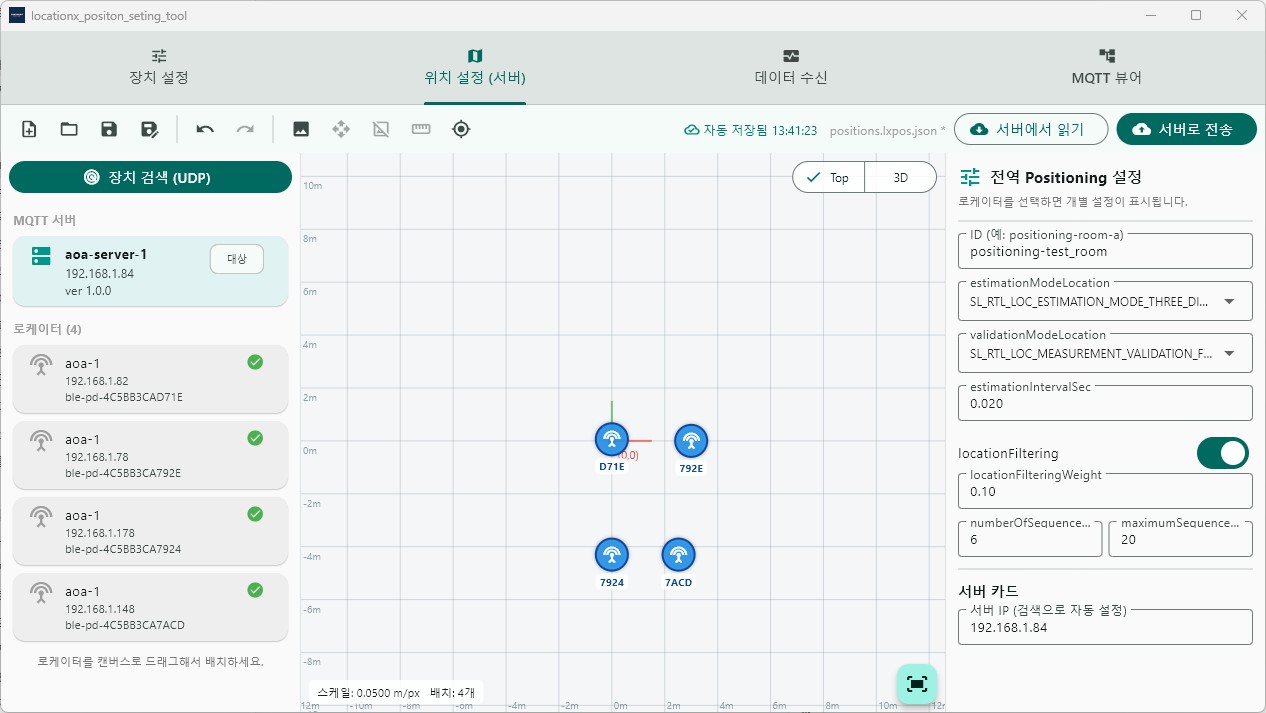 locationx_positon_seting_tool
장치 설정
위치 설정 (서버)
데이터 수신
MQTT 뷰어
자동 저장됨 13:41:23
positions.lxpos.json *
서버에서 읽기
서버로 전송
장치 검색 (UDP)
MQTT 서버
aoa-server-1
대상
192.168.1.84
ver 1.0.0
로케이터 (4)
aoa-1
192.168.1.82
ble-pd-4C5BB3CAD71E
aoa-1
192.168.1.78
ble-pd-4C5BB3CA792E
aoa-1
192.168.1.178
ble-pd-4C5BB3CA7924
aoa-1
192.168.1.148
ble-pd-4C5BB3CA7ACD
로케이터를 캔버스로 드래그해서 배치하세요.
Top
3D
10m
8m
6m
4m
2m
0m
-2m
-4m
-6m
-8m
(0,0)
D71E
792E
7924
7ACD
스케일: 0.0500 m/px 배치: 4개
12m -10m -8m -6m -4m -2m 0m 2m 4m 6m 8m 10m
전역 Positioning 설정
로케이터를 선택하면 개별 설정이 표시됩니다.
ID (예: positioning-room-a)
positioning-test_room
estimationModeLocation
SL_RTL_LOC_ESTIMATION_MODE_THREE_DI...
validationModeLocation
SL_RTL_LOC_MEASUREMENT_VALIDATION_F...
estimationIntervalSec
0.020
locationFiltering
locationFilteringWeight
0.10
numberOfSequence...
6
maximumSequence...
20
서버 카드
서버 IP (검색으로 자동 설정)
192.168.1.84